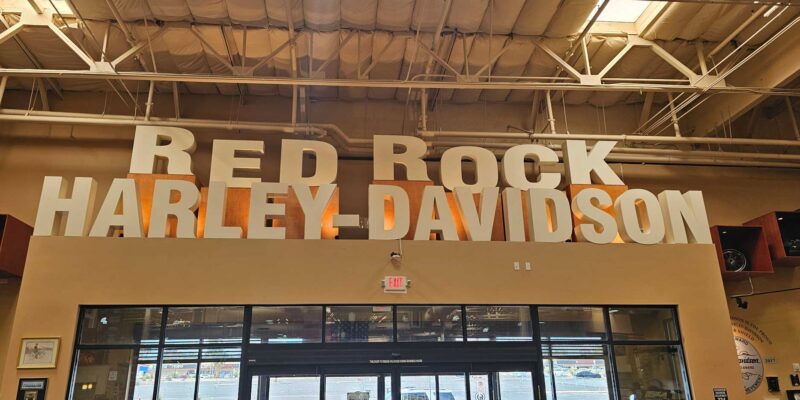 RED ROCK
HARLEY-DAVIDSON
EXIT